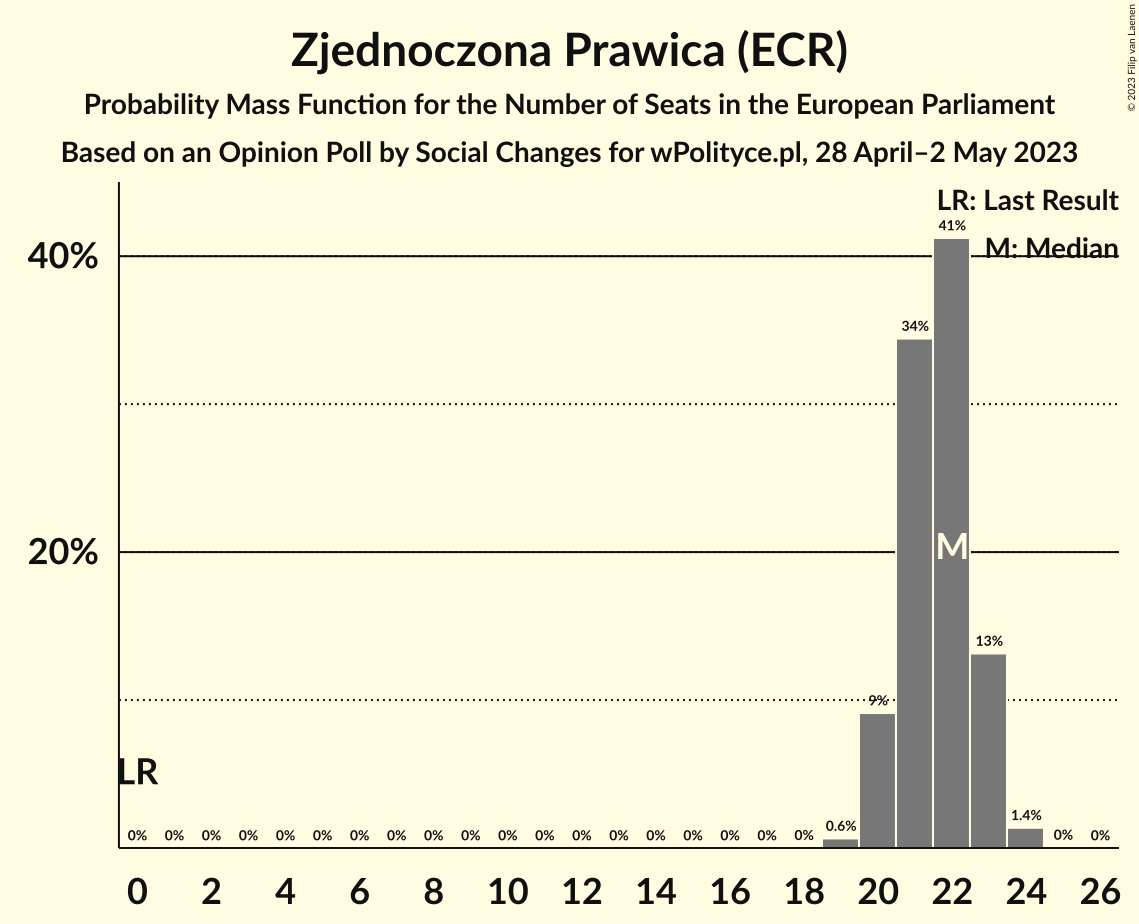 Zjednoczona Prawica (ECR)
Probability Mass Function for the Number of Seats in the European Parliament
Based on an Opinion Poll by Social Changes for wPolityce.pl, 28 April–2 May 2023
© 2023 Filip van Laenen
LR: Last Result
M: Median
40%
20%
41%
34%
M
13%
9%
LR
0% 0% 0% 0% 0% 0% 0% 0% 0% 0% 0% 0% 0% 0% 0% 0% 0% 0% 0% 0.6% 1.4% 0% 0%
0 2 4 6 8 10 12 14 16 18 20 22 24 26